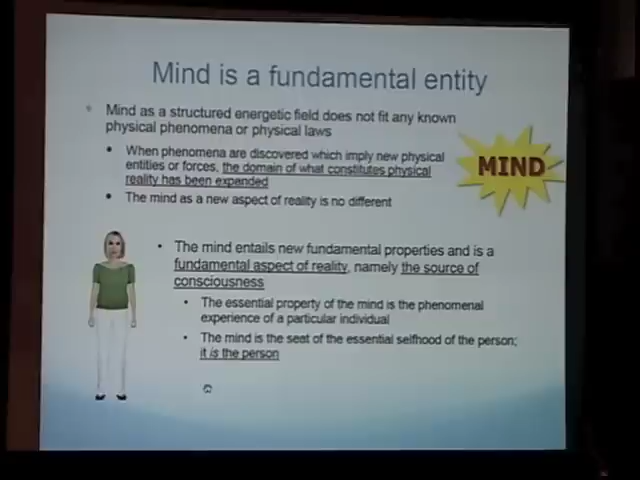 Mind is a fundamental entity
Mind as a structured energetic field does not fit any known
physical phenomena or physical laws
When phenomena are discovered which imply new physical
entities or forces, the domain of what constitutes physical
reality has been expanded
The mind as a new aspect of reality is no different
MIND
The mind entails new fundamental properties and is a
fundamental aspect of reality, namely the source of
consciousness
The essential property of the mind is the phenomenal
experience of a particular individual
The mind is the seat of the essential selfhood of the person;
it is the person